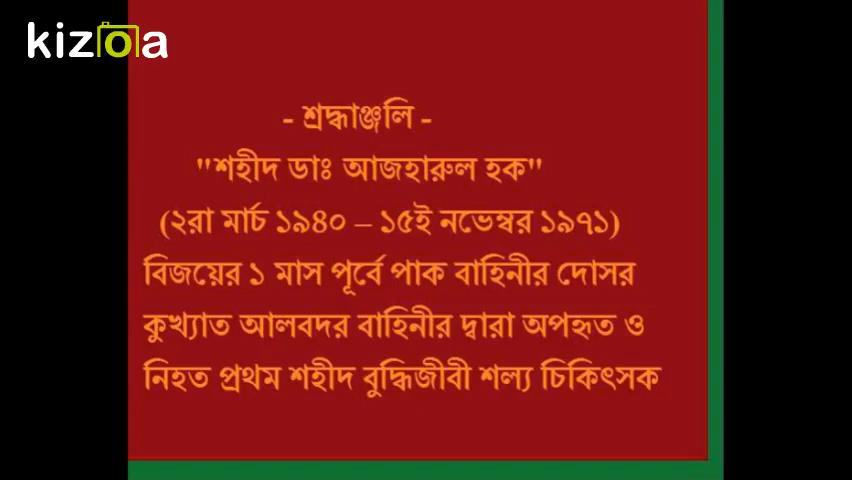 kizoa
- শ্রদ্ধাঞ্জলি -
"শহীদ ডাঃ আজহারুল হক"
(২রা মার্চ ১৯৪০ – ১৫ই নভেম্বর ১৯৭১)
বিজয়ের ১ মাস পূর্বে পাক বাহিনীর দোসর
কুখ্যাত আলবদর বাহিনীর দ্বারা অপহৃত ও
নিহত প্রথম শহীদ বুদ্ধিজীবী শল্য চিকিৎসক